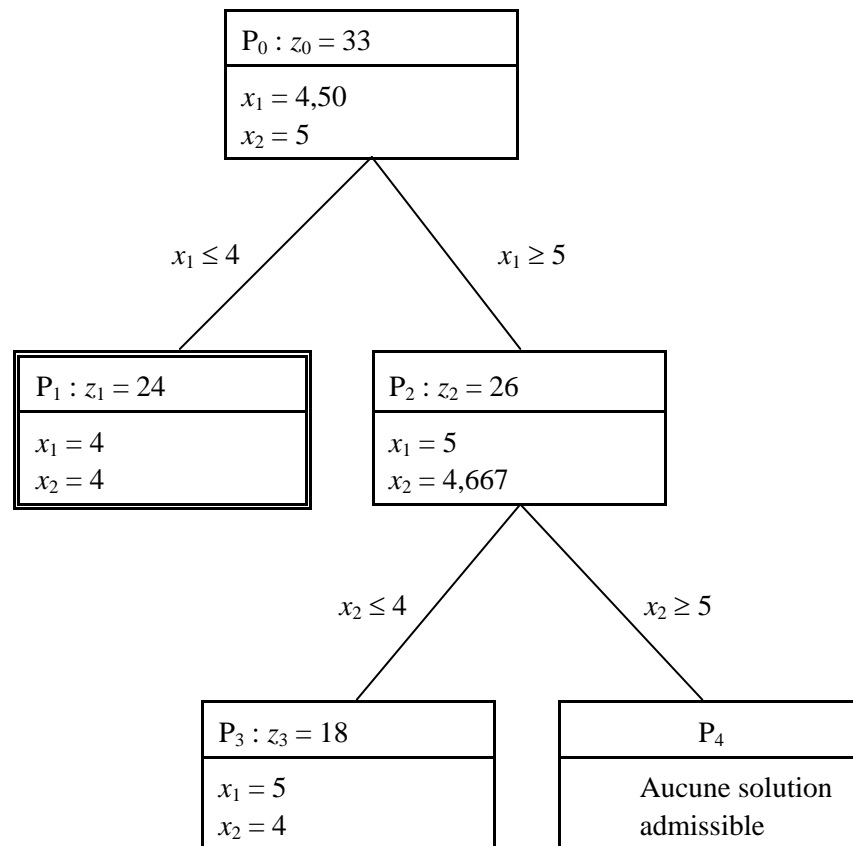 P₀ : z₀ = 33
x₁ = 4,50
x₂ = 5
x₁ ≤ 4
x₁ ≥ 5
P₁ : z₁ = 24
x₁ = 4
x₂ = 4
P₂ : z₂ = 26
x₁ = 5
x₂ = 4,667
x₂ ≤ 4
x₂ ≥ 5
P₃ : z₃ = 18
x₁ = 5
x₂ = 4
P₄
Aucune solution
admissible